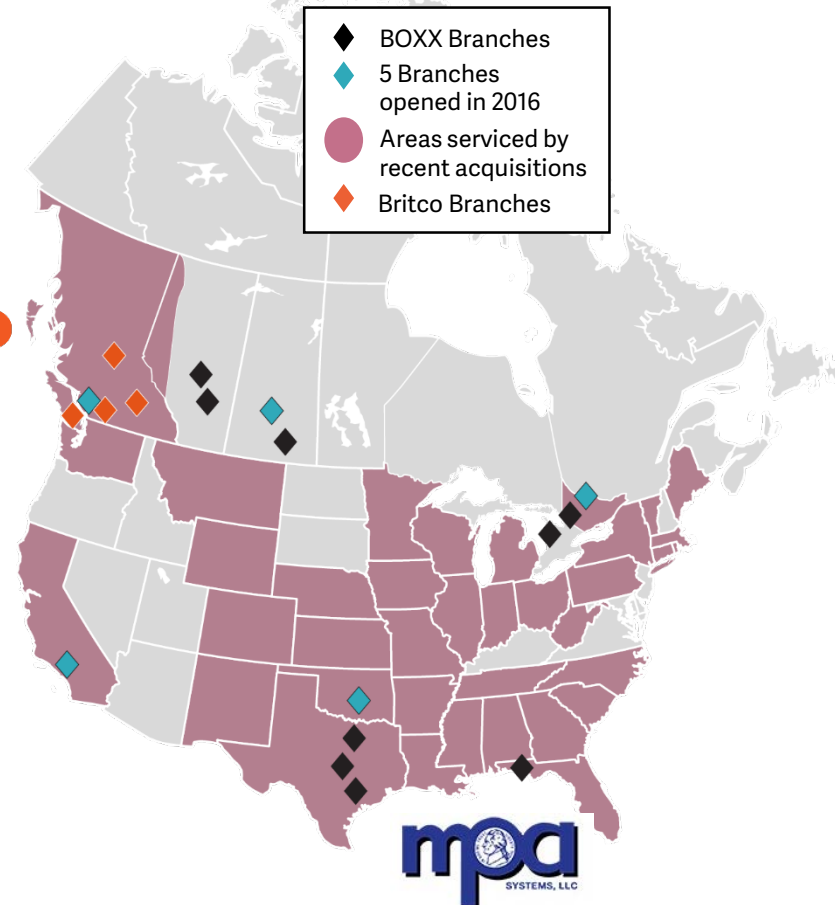 BOXX Branches
5 Branches
opened in 2016
Areas serviced by
recent acquisitions
Britco Branches
mpa
SYSTEMS, LLC